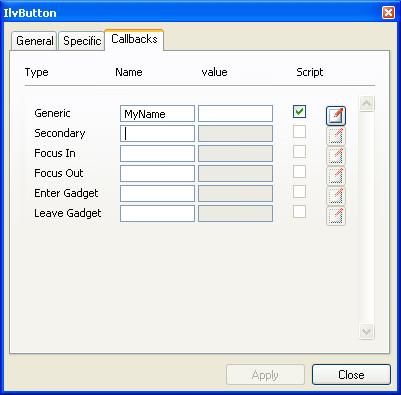 IlvButton
General Specific Callbacks
Type Name value Script
Generic MyName
Secondary
Focus In
Focus Out
Enter Gadget
Leave Gadget
Apply Close